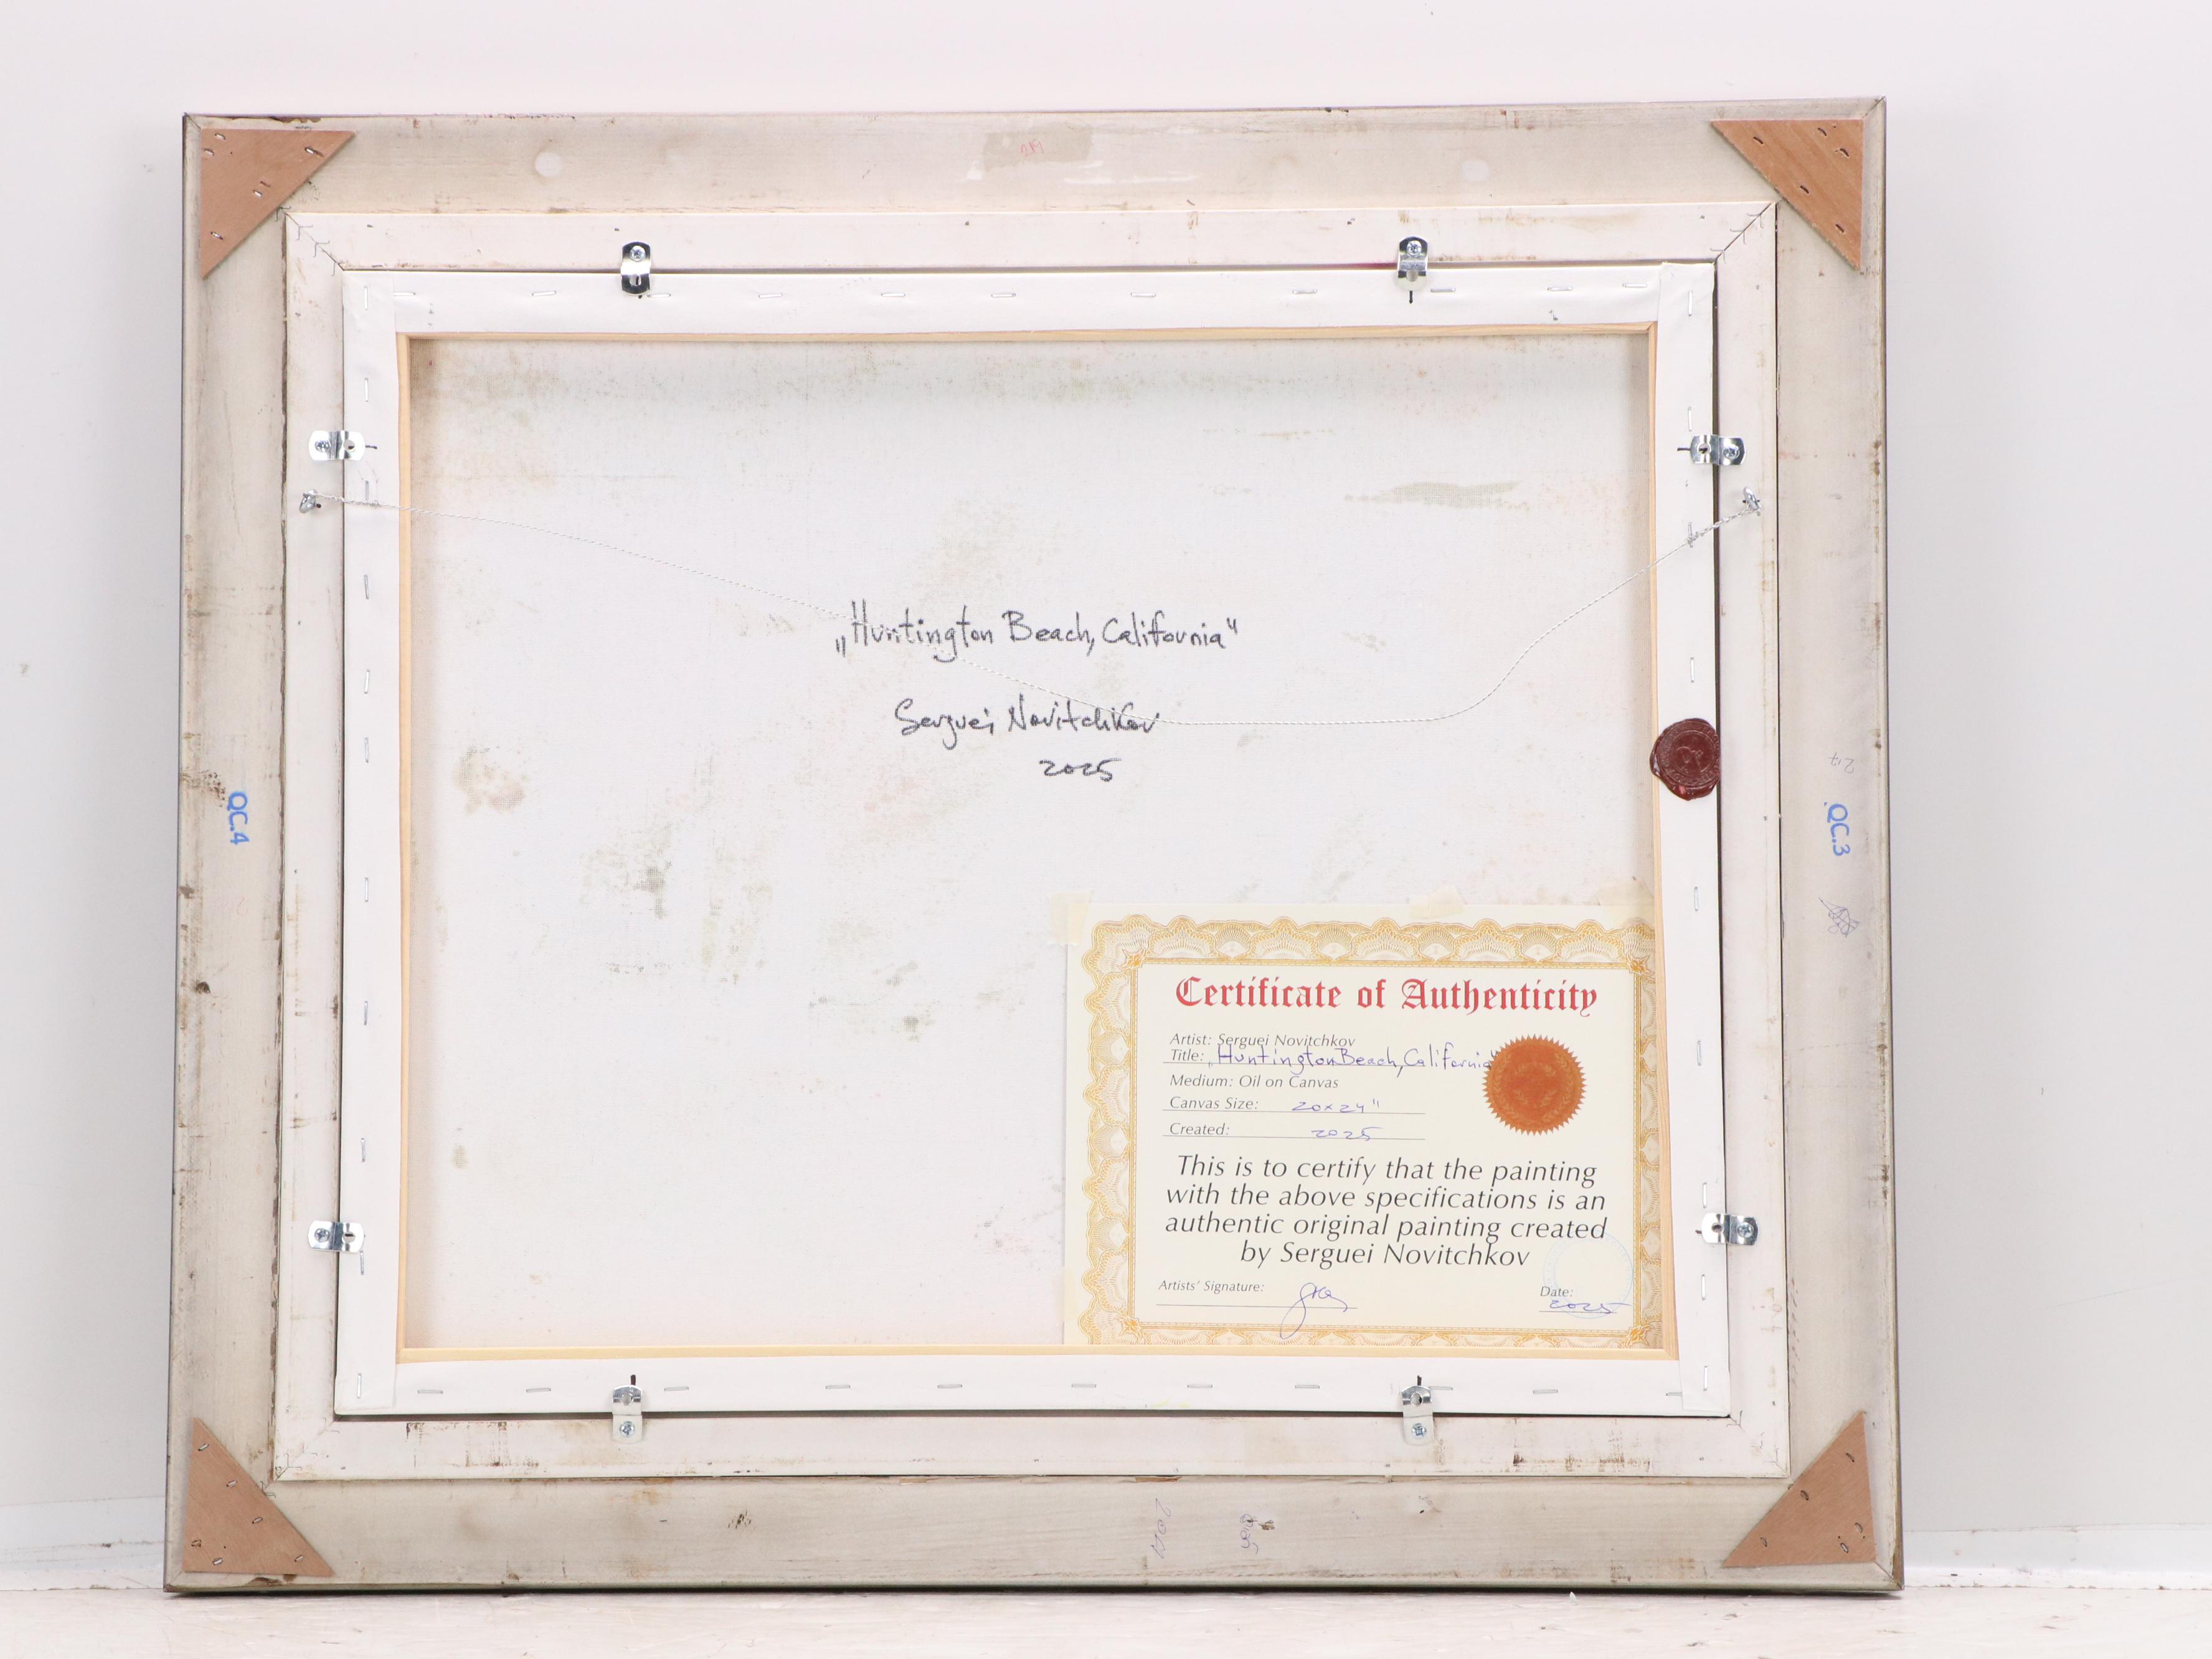 „Huntington Beach, California"
Serguei Novitchkov
2025
QC.4
QC.3
217
Certificate of Authenticity
Artist: Serguei Novitchkov
Title: „Huntington Beach, California"
Medium: Oil on Canvas
Canvas Size: 20x24"
Created: 2025
This is to certify that the painting
with the above specifications is an
authentic original painting created
by Serguei Novitchkov
Artists' Signature:
Date:
2025